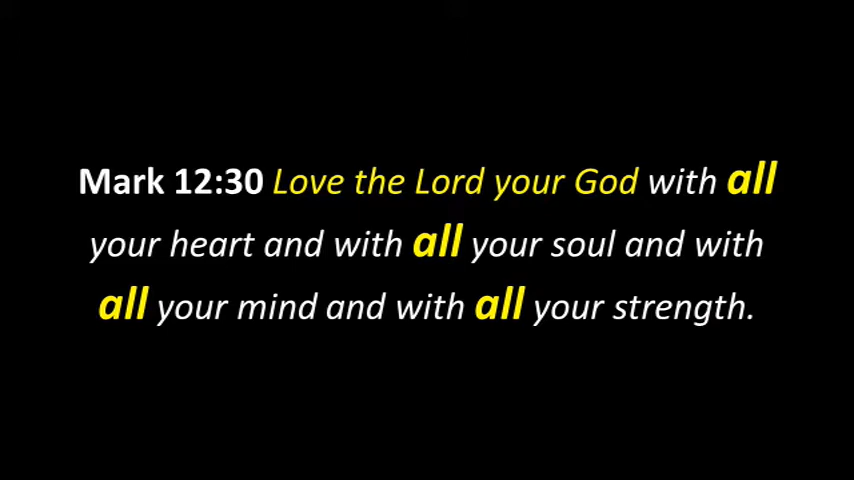 Mark 12:30 Love the Lord your God with all
your heart and with all your soul and with
all your mind and with all your strength.